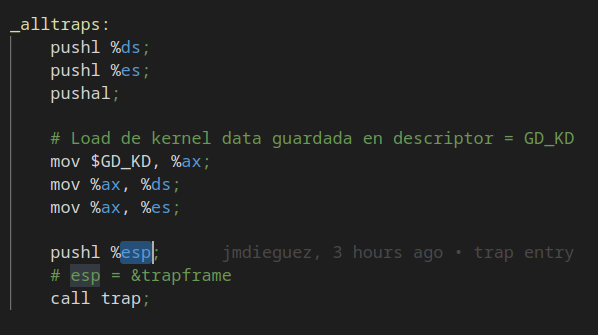 _alltraps:
pushl %ds;
pushl %es;
pushal;
# Load de kernel data guardada en descriptor = GD_KD
mov $GD_KD, %ax;
mov %ax, %ds;
mov %ax, %es;
pushl %esp; jmdieguez, 3 hours ago • trap entry
# esp = &trapframe
call trap;